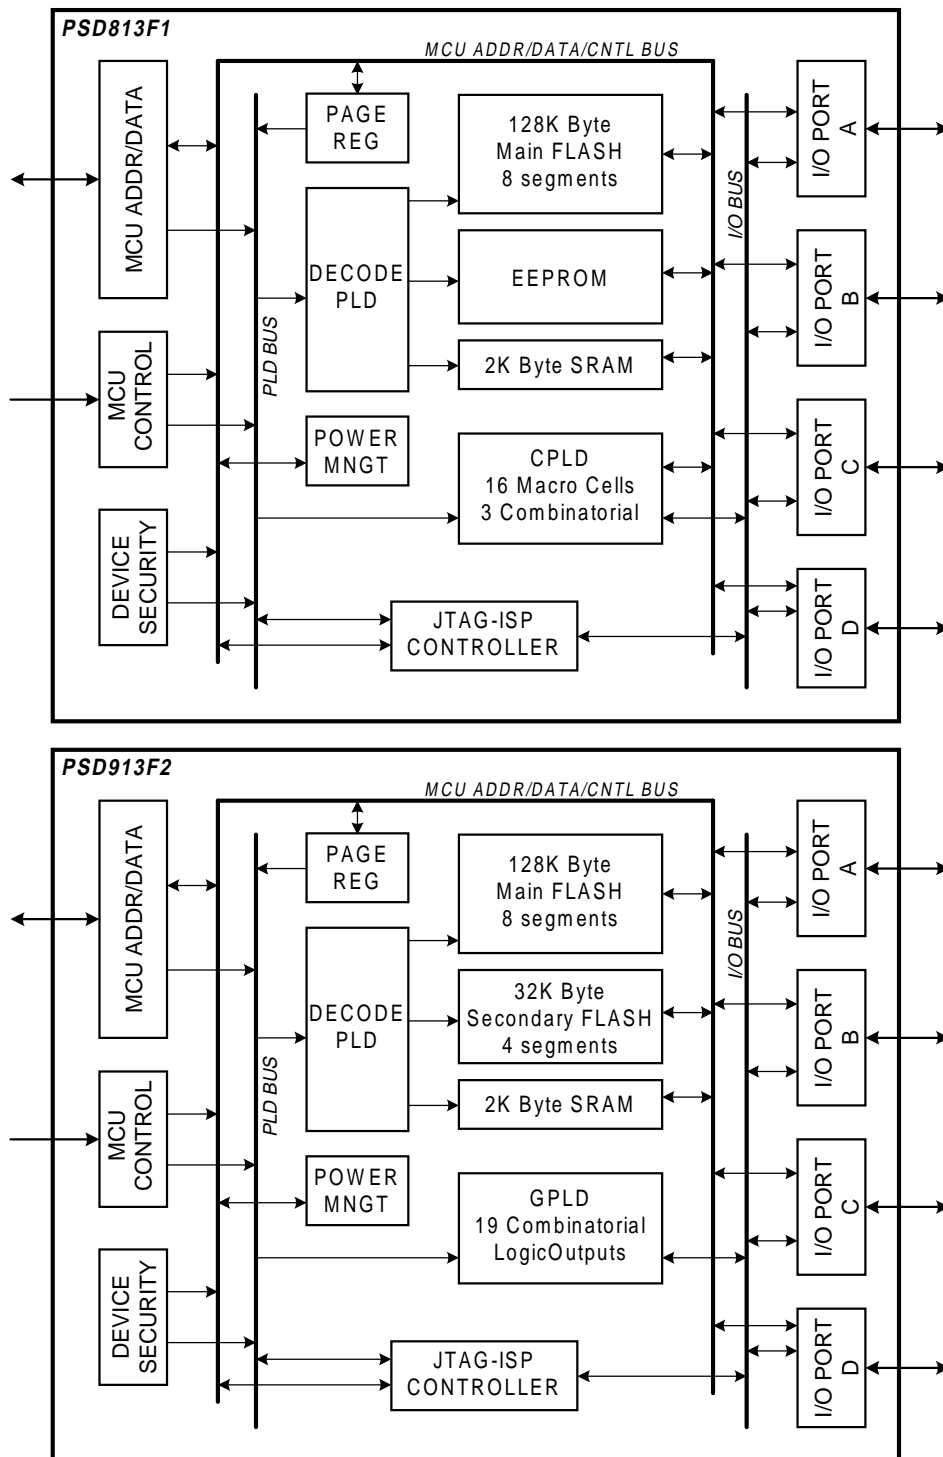 PSD813F1
MCU ADDR/DATA/CNTL BUS
MCU ADDR/DATA
PAGE
REG
128K Byte
Main FLASH
8 segments
I/O PORT
A
I/O BUS
DECODE
PLD
EEPROM
I/O PORT
B
PLD BUS
MCU
CONTROL
2K Byte SRAM
POWER
MNGT
CPLD
16 Macro Cells
3 Combinatorial
I/O PORT
C
DEVICE
SECURITY
JTAG-ISP
CONTROLLER
I/O PORT
D
PSD913F2
MCU ADDR/DATA/CNTL BUS
MCU ADDR/DATA
PAGE
REG
128K Byte
Main FLASH
8 segments
I/O PORT
A
I/O BUS
DECODE
PLD
32K Byte
Secondary FLASH
4 segments
I/O PORT
B
PLD BUS
MCU
CONTROL
2K Byte SRAM
POWER
MNGT
GPLD
19 Combinatorial
LogicOutputs
I/O PORT
C
DEVICE
SECURITY
JTAG-ISP
CONTROLLER
I/O PORT
D